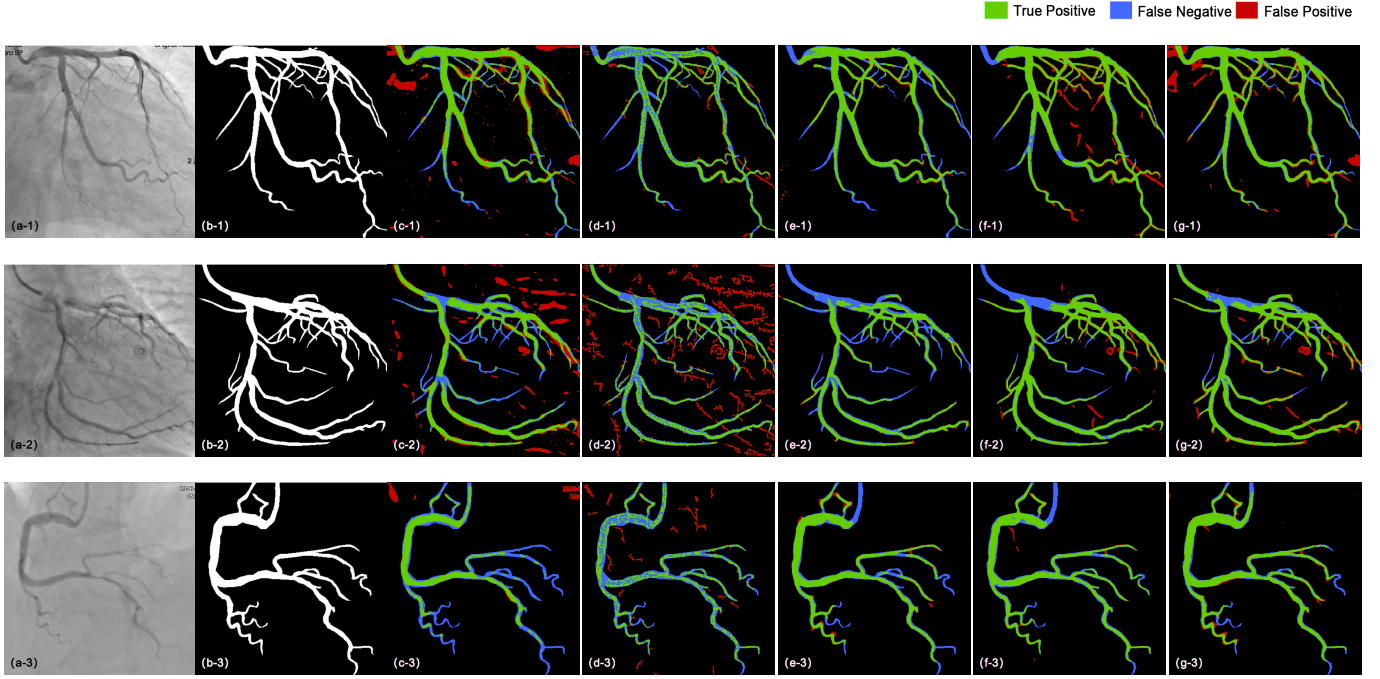 True Positive False Negative False Positive
(a-1) (b-1) (c-1) (d-1) (e-1) (f-1) (g-1)
(a-2) (b-2) (c-2) (d-2) (e-2) (f-2) (g-2)
(a-3) (b-3) (c-3) (d-3) (e-3) (f-3) (g-3)